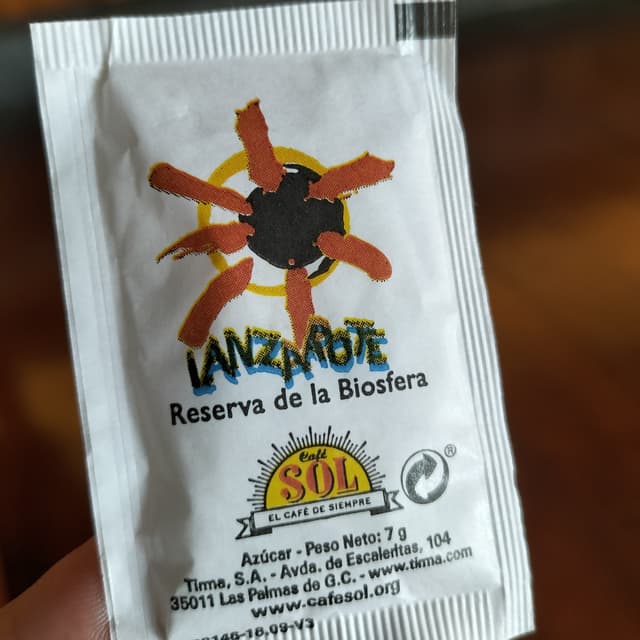 LANZAROTE
Reserva de la Biosfera
Café
SOL
EL CAFÉ DE SIEMPRE
®
Azúcar - Peso Neto: 7 g
Tirma, S.A. - Avda. de Escaleritas, 104
35011 Las Palmas de G.C. - www.tirma.com
www.cafesol.org